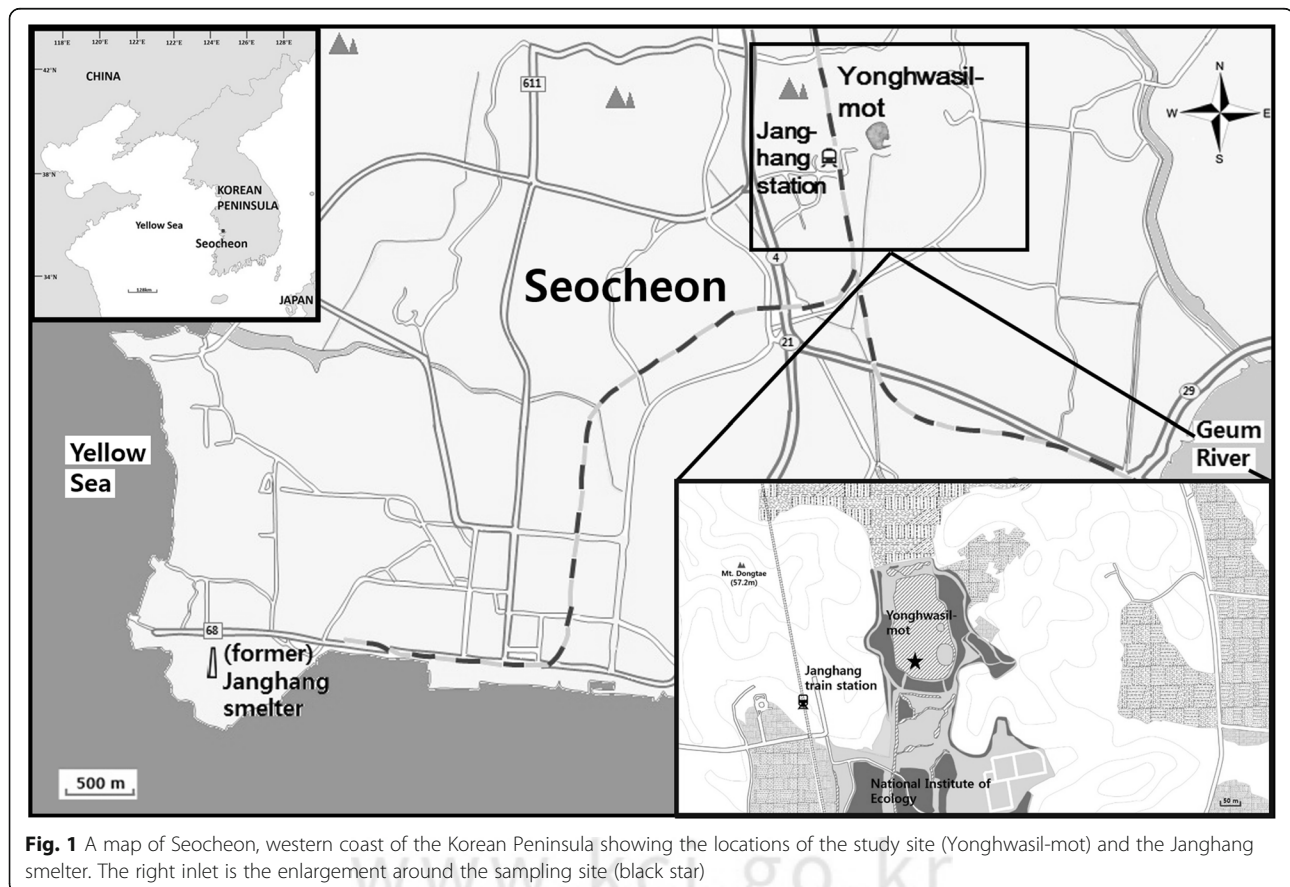 118°E 120°E 122°E 122°E 124°E 126°E 128°E
42°N
CHINA
38°N
KOREAN
PENINSULA
Yellow Sea
Seocheon
34°N
JAPAN
611
Yonghwasil-
mot
Jang-
hang
station
N
W E
S
4
Seocheon
21
29
Geum
River
Yellow
Sea
68
(former)
Janghang
smelter
500 m
Mt. Dongtae
(57.2m)
Yonghwasil-
mot
Janghang
train station
National Institute of
Ecology
50 m
Fig. 1 A map of Seocheon, western coast of the Korean Peninsula showing the locations of the study site (Yonghwasil-mot) and the Janghang
smelter. The right inlet is the enlargement around the sampling site (black star)
www.kci.go.kr